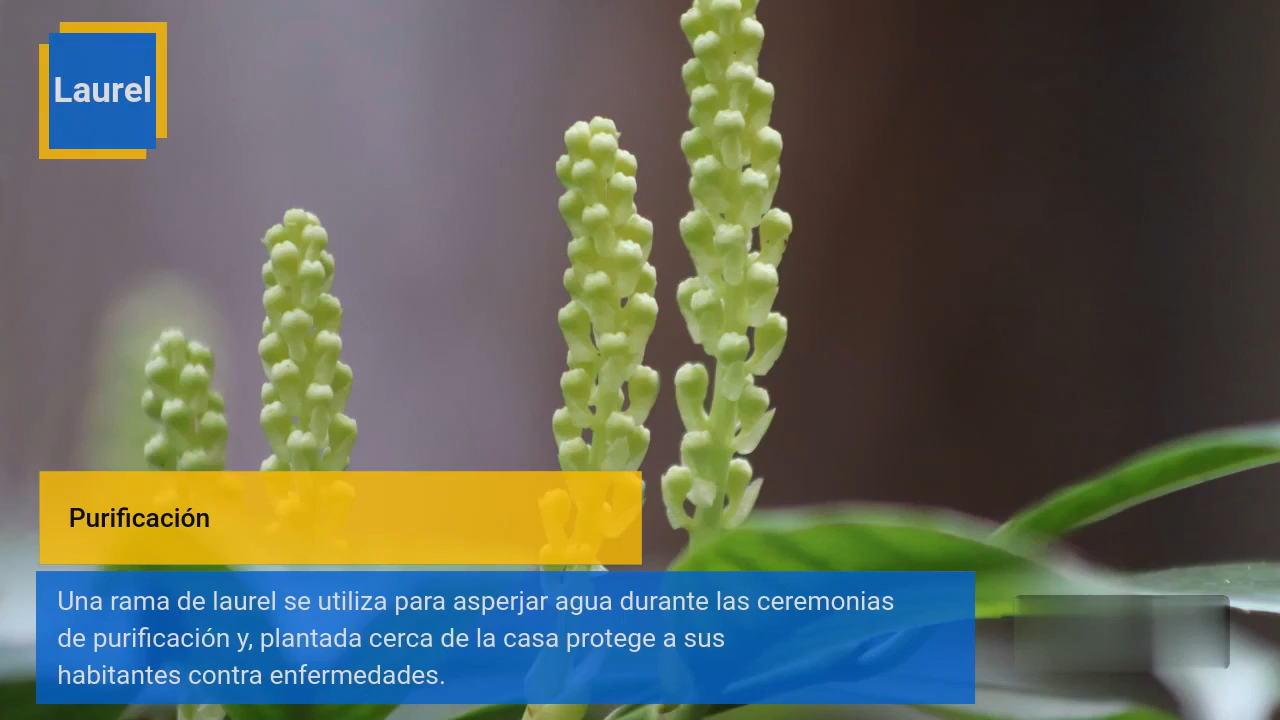 Laurel
Purificación
Una rama de laurel se utiliza para asperjar agua durante las ceremonias
de purificación y, plantada cerca de la casa protege a sus
habitantes contra enfermedades.